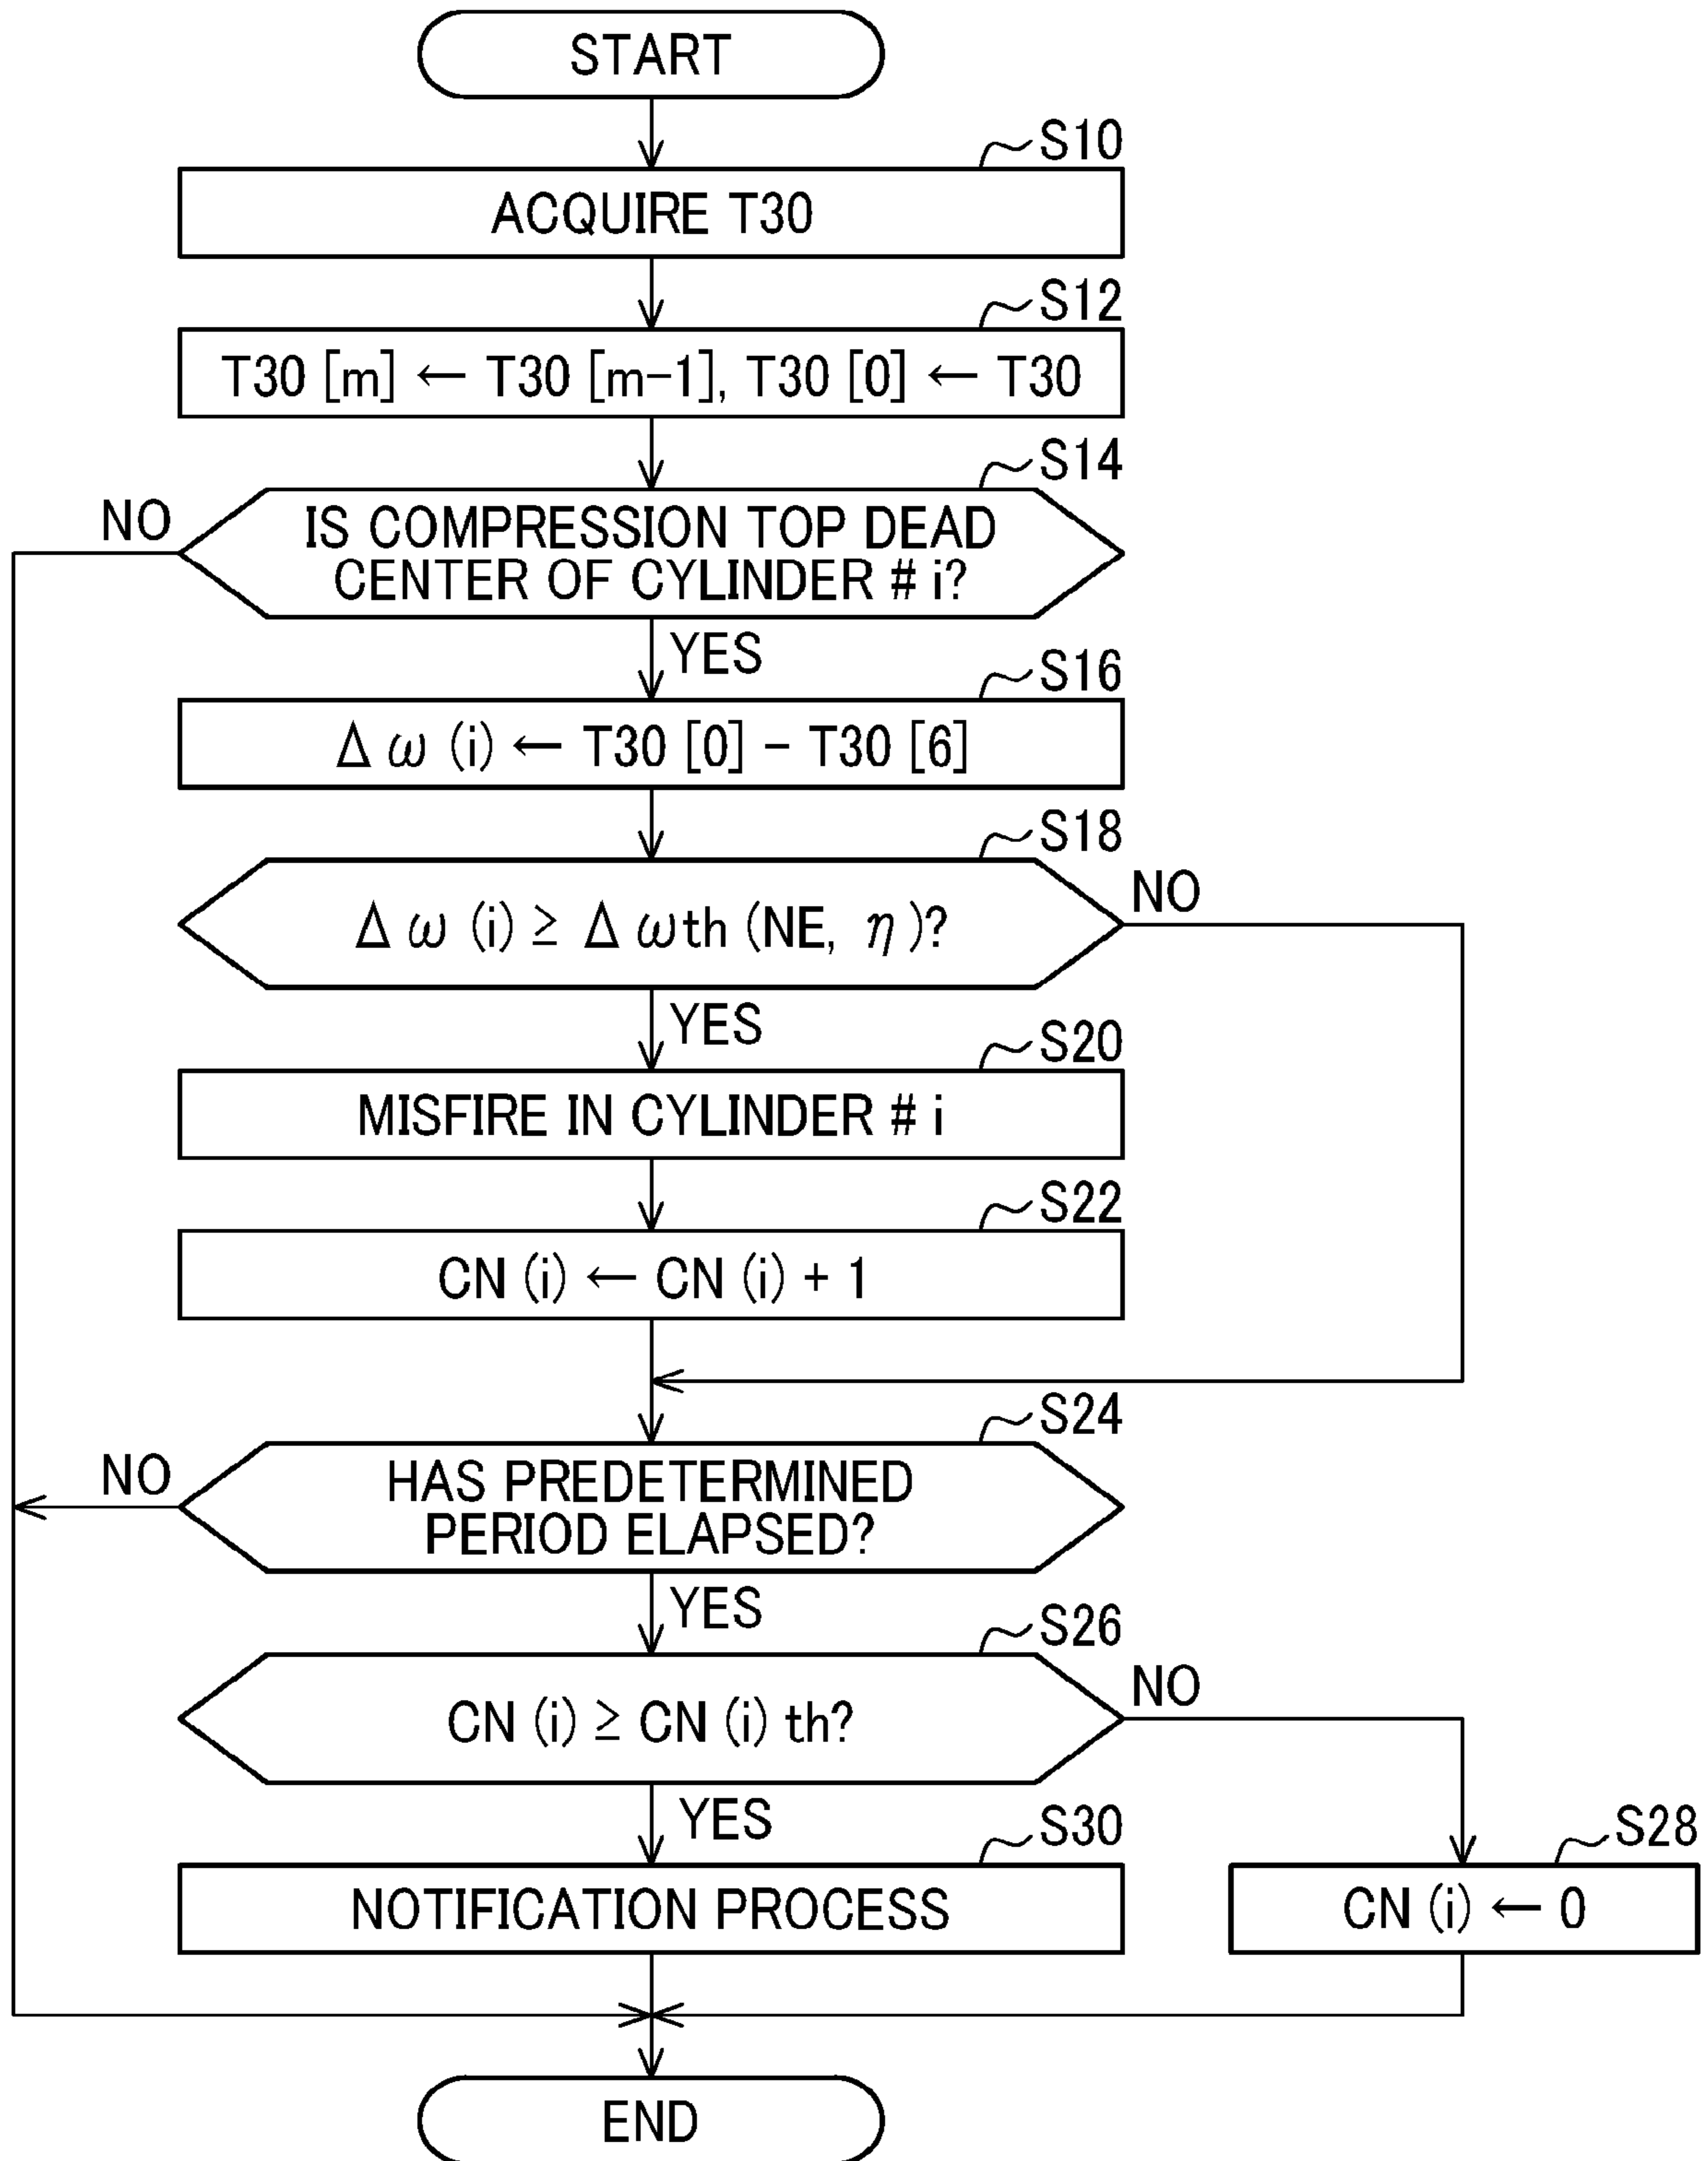 START
S10
ACQUIRE T30
S12
T30 [m] ← T30 [m-1], T30 [0] ← T30
S14
NO
IS COMPRESSION TOP DEAD
CENTER OF CYLINDER # i?
YES
S16
Δ ω (i) ← T30 [0] - T30 [6]
S18
NO
Δ ω (i) ≥ Δ ωth (NE, η)?
YES
S20
MISFIRE IN CYLINDER # i
S22
CN (i) ← CN (i) + 1
S24
NO
HAS PREDETERMINED
PERIOD ELAPSED?
YES
S26
NO
CN (i) ≥ CN (i) th?
YES
S30
NOTIFICATION PROCESS
S28
CN (i) ← 0
END